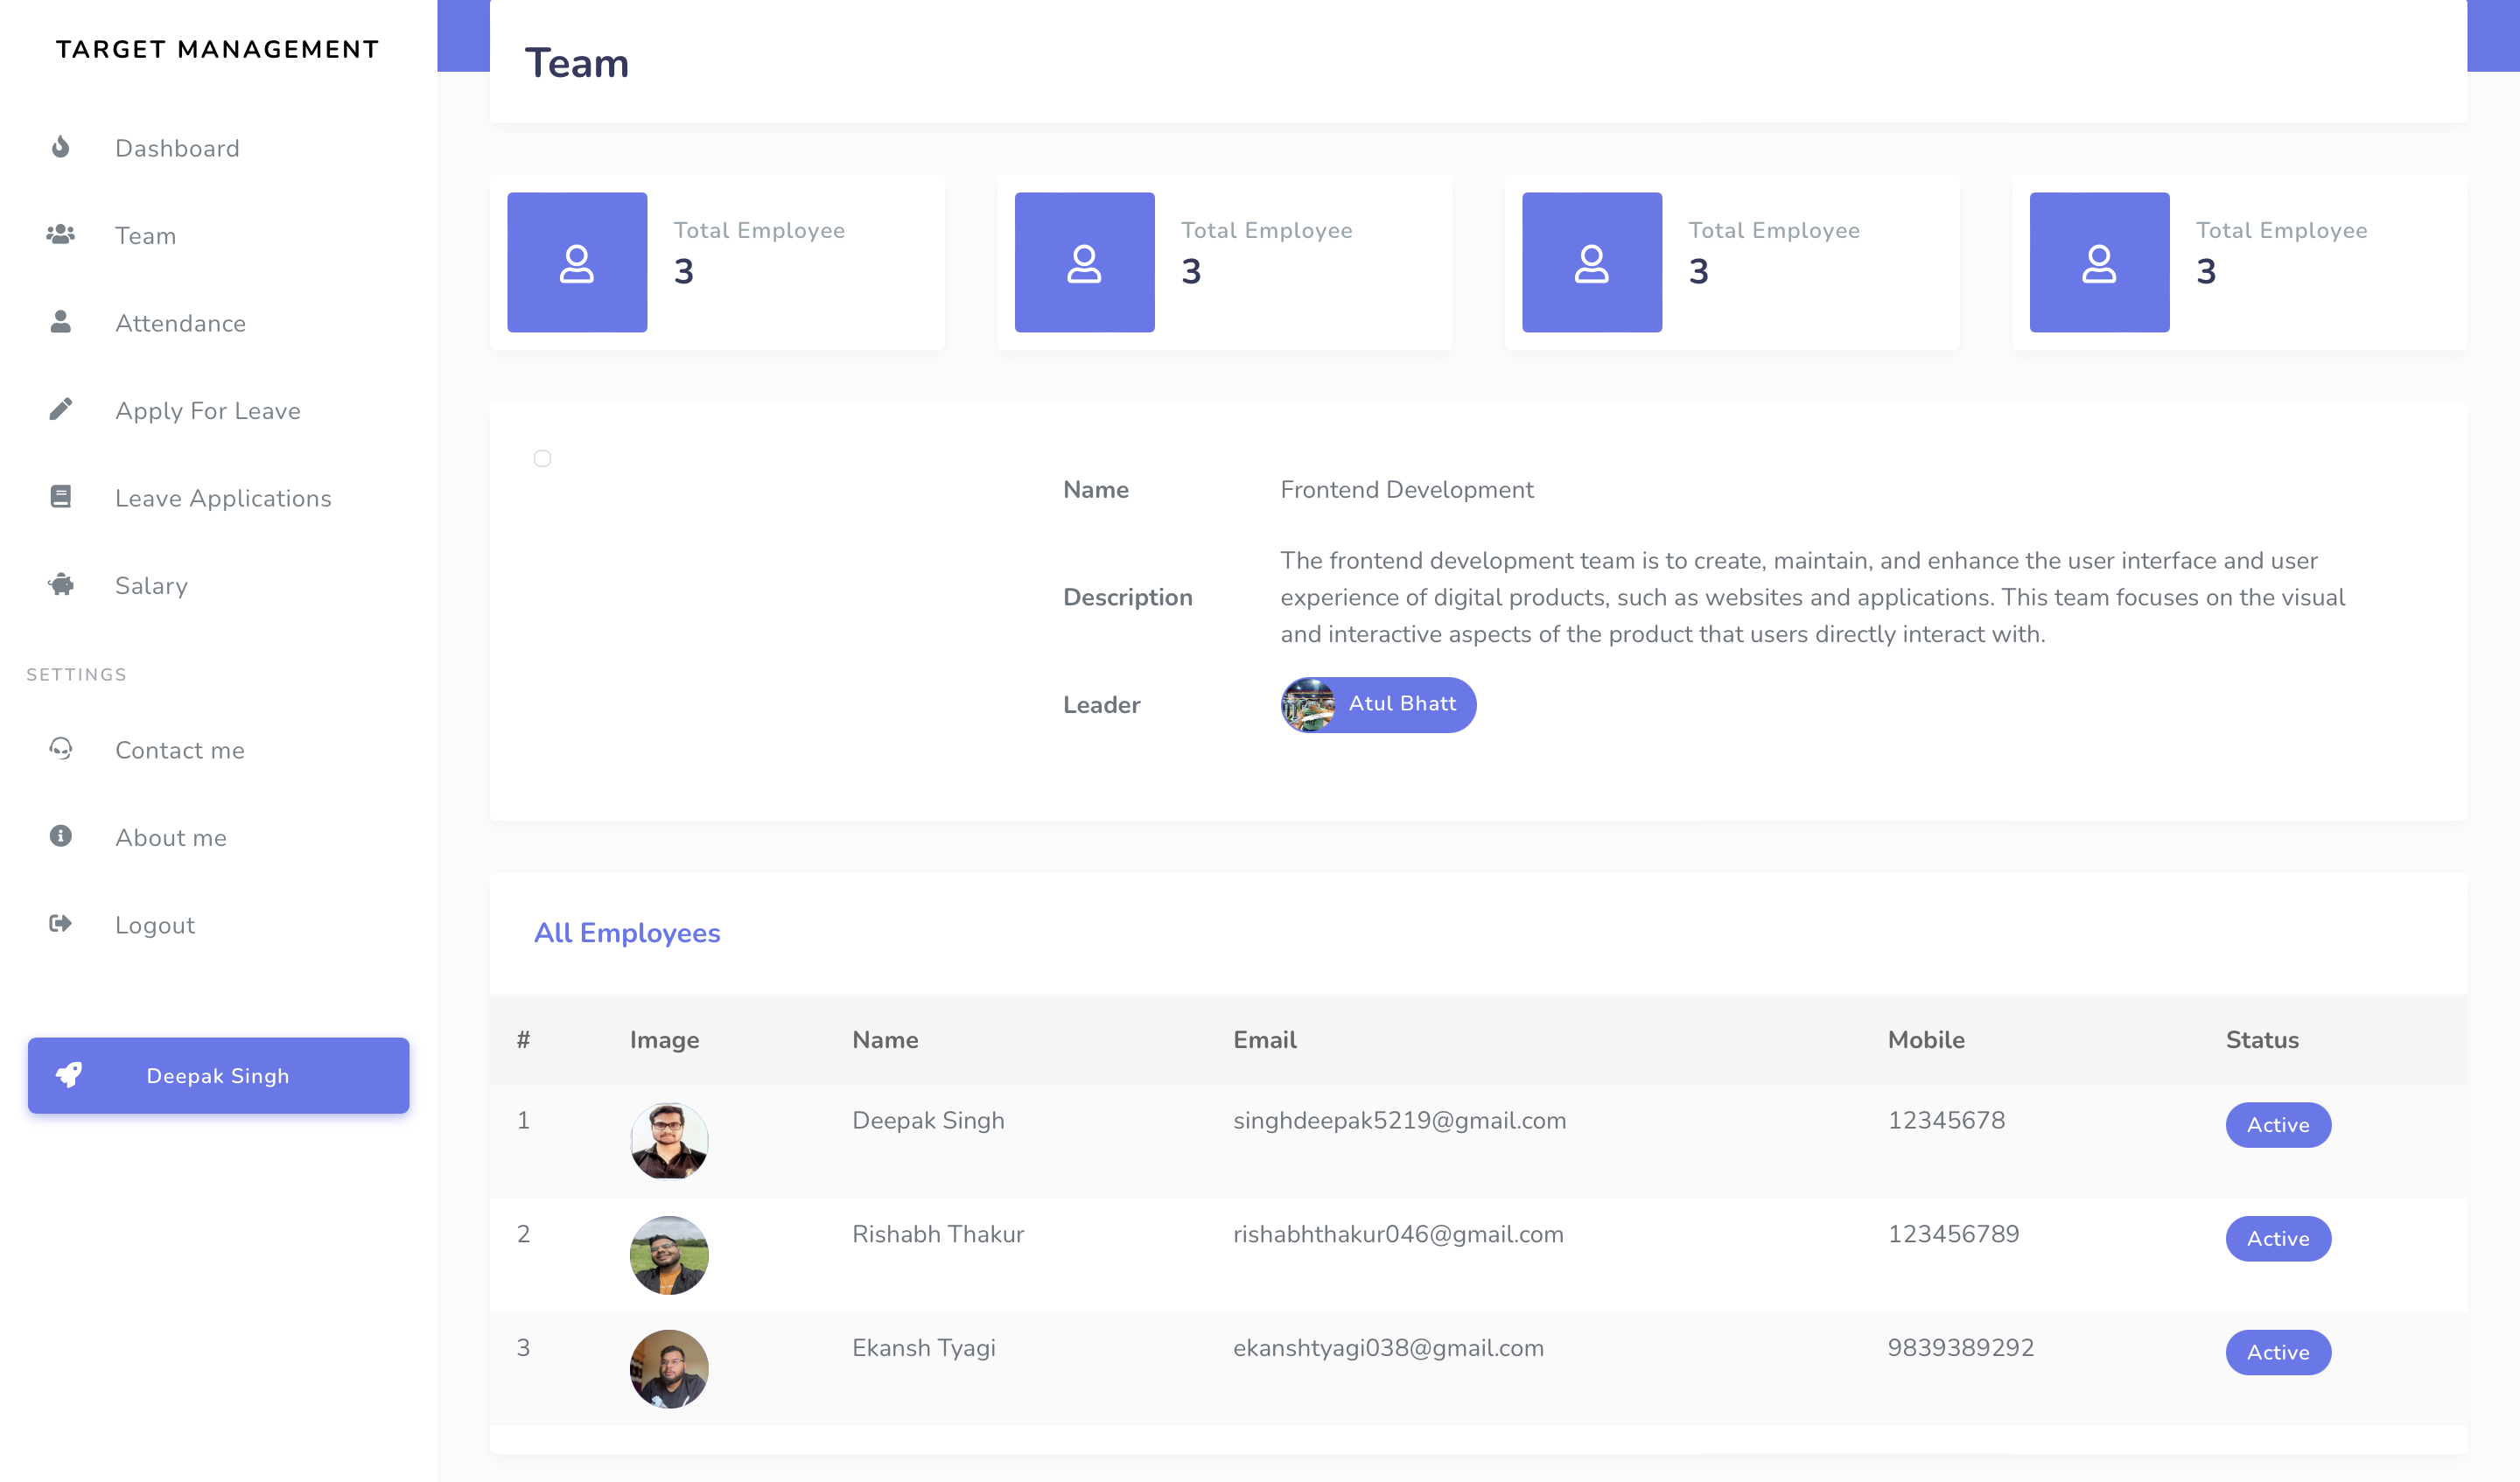 TARGET MANAGEMENT
Dashboard
Team
Attendance
Apply For Leave
Leave Applications
Salary
SETTINGS
Contact me
About me
Logout
Deepak Singh
Team
Total Employee
3
Total Employee
3
Total Employee
3
Total Employee
3
Name Frontend Development
Description The frontend development team is to create, maintain, and enhance the user interface and user
experience of digital products, such as websites and applications. This team focuses on the visual
and interactive aspects of the product that users directly interact with.
Leader Atul Bhatt
All Employees
# Image Name Email Mobile Status
1 Deepak Singh singhdeepak5219@gmail.com 12345678 Active
2 Rishabh Thakur rishabhthakur046@gmail.com 123456789 Active
3 Ekansh Tyagi ekanshtyagi038@gmail.com 9839389292 Active